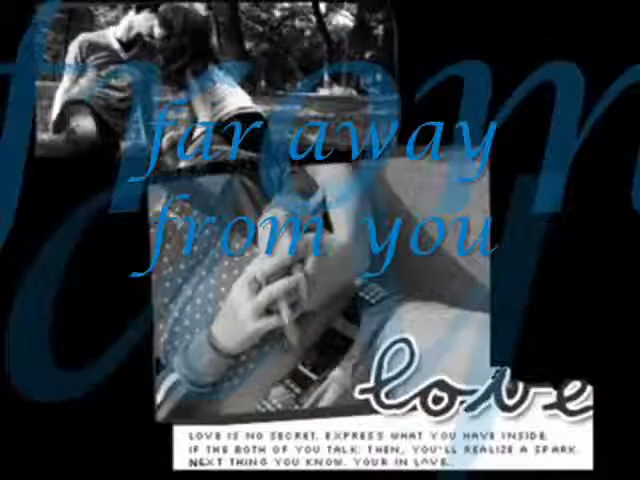 far away
from you
love
LOVE IS NO SECRET, EXPRESS WHAT YOU HAVE INSIDE,
IF THE BOTH OF YOU TALK, THEN, YOU'LL REALIZE A SPARK.
NEXT THING YOU KNOW, YOUR IN LOVE..